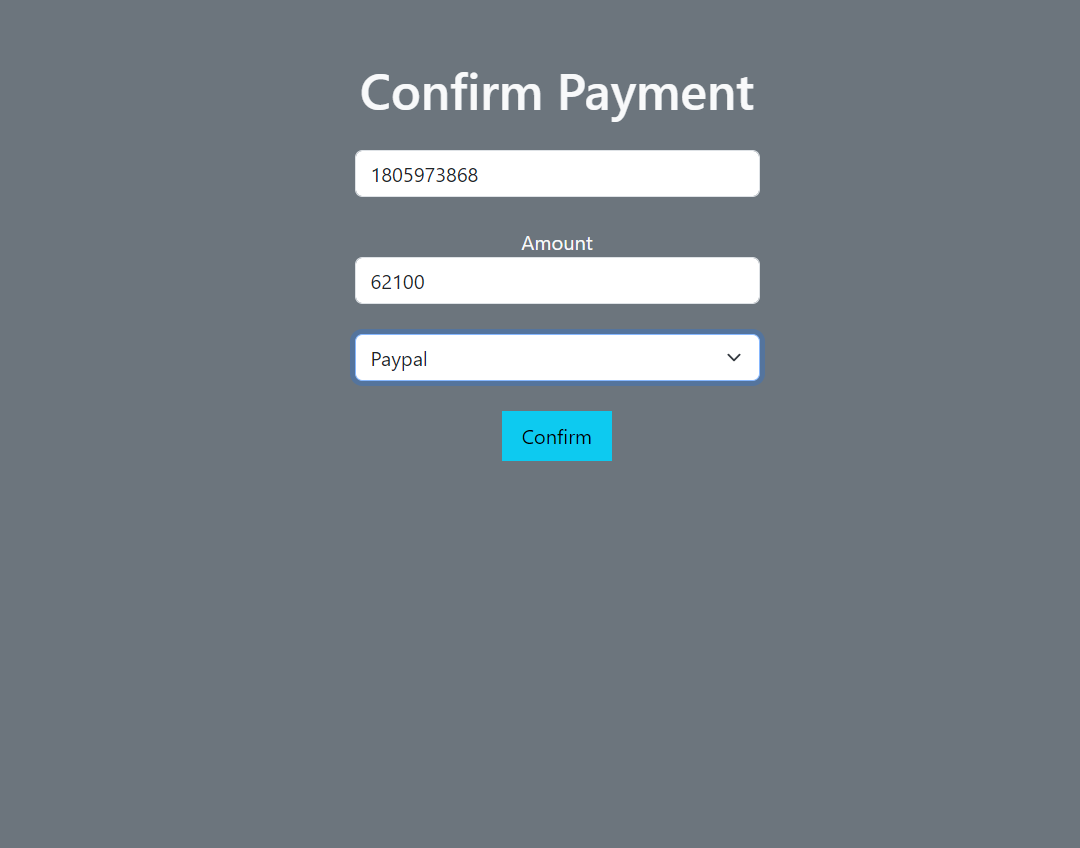 Confirm Payment
1805973868
Amount
62100
Paypal
Confirm